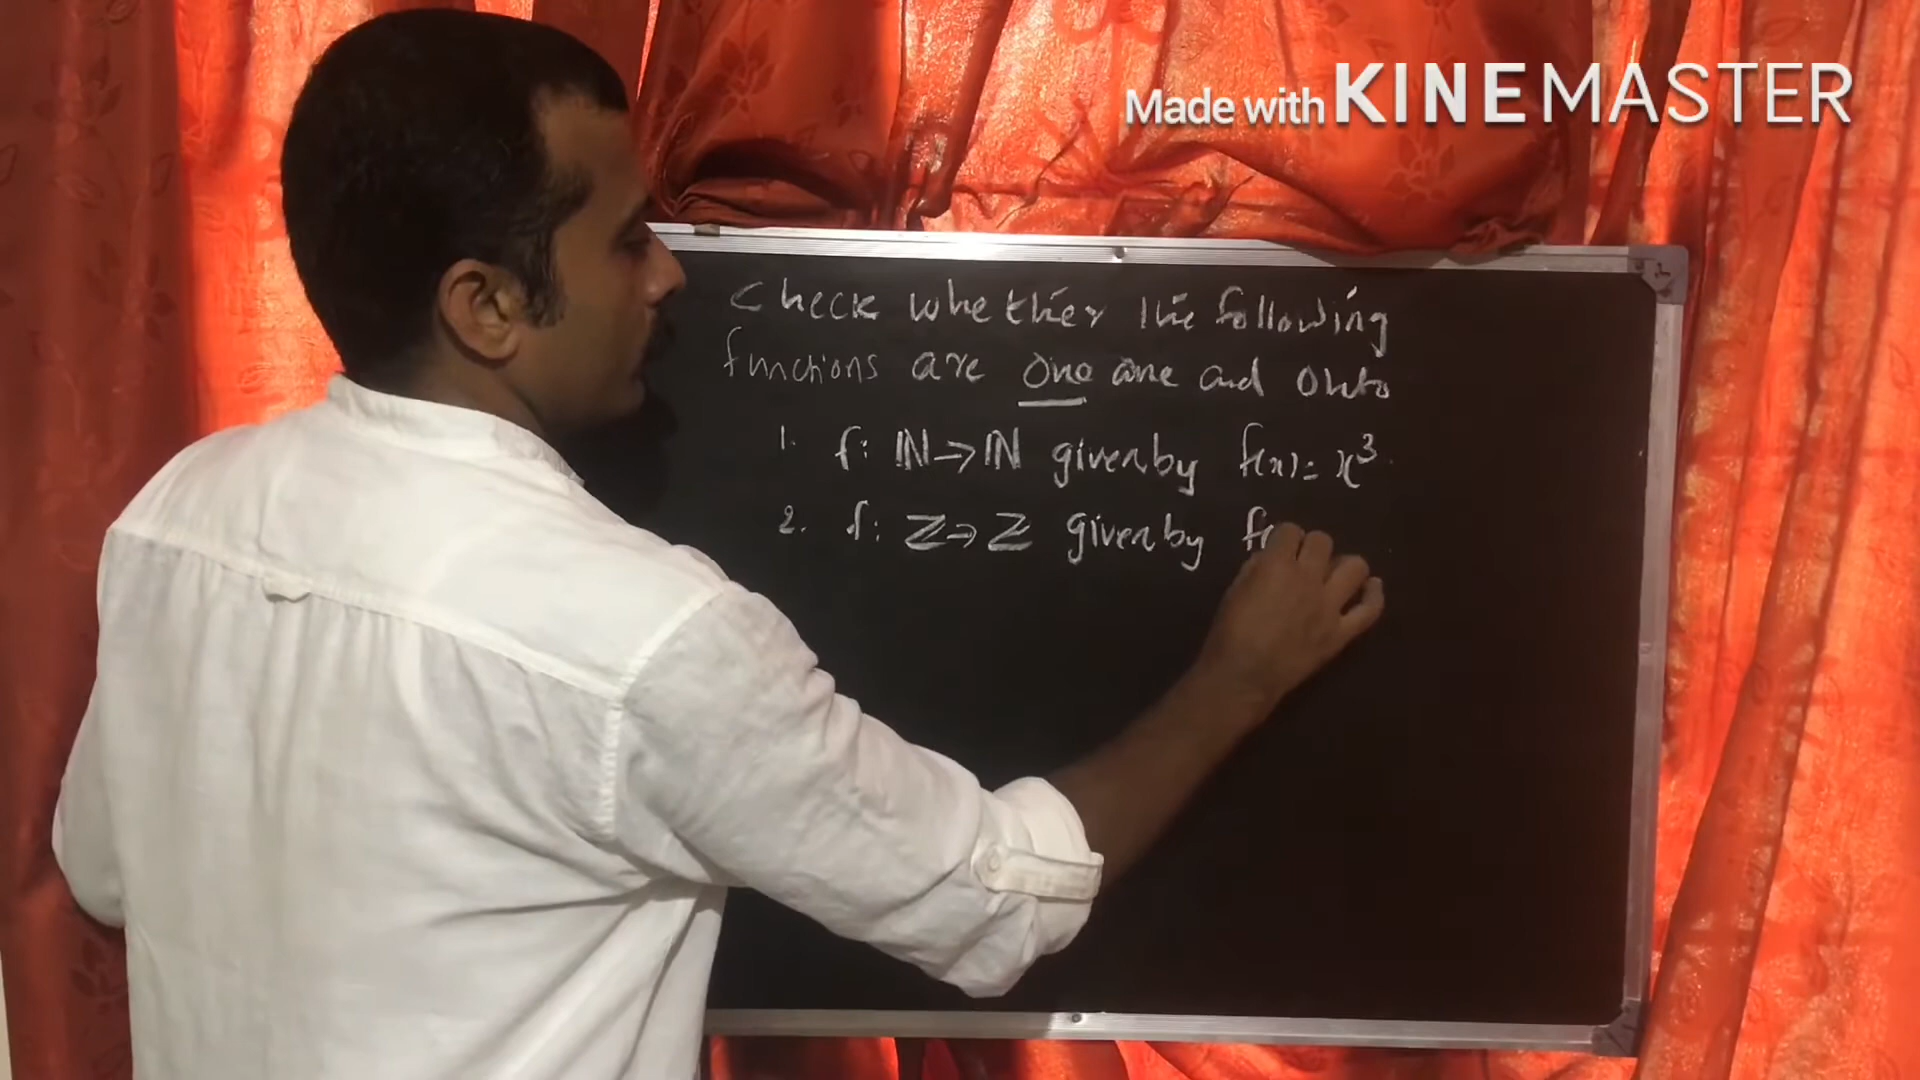 Made with KINEMASTER
Check whether the following
functions are one one and onto
1. f: ℕ→ℕ given by f(x) = x³
2. f: ℤ→ℤ given by f(